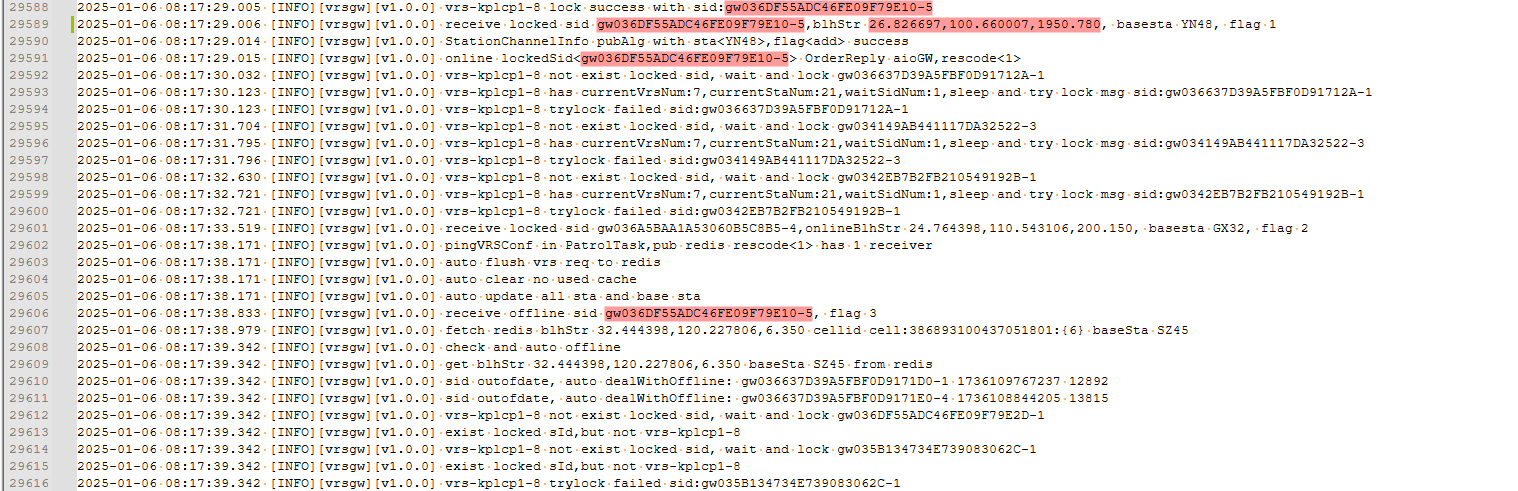 29588 2025-01-06 08:17:29.005 [INFO][vrsgw][v1.0.0] vrs-kplcp1-8 lock success with sid:gw036DF55ADC46FE09F79E10-5
29589 2025-01-06 08:17:29.006 [INFO][vrsgw][v1.0.0] receive locked sid gw036DF55ADC46FE09F79E10-5,blhStr 26.826697,100.660007,1950.780, basesta YN48, flag 1
29590 2025-01-06 08:17:29.014 [INFO][vrsgw][v1.0.0] StationChannelInfo pubAlg with sta<YN48>,flag<add> success
29591 2025-01-06 08:17:29.015 [INFO][vrsgw][v1.0.0] online lockedSid<gw036DF55ADC46FE09F79E10-5> OrderReply aioGW,rescode<1>
29592 2025-01-06 08:17:30.032 [INFO][vrsgw][v1.0.0] vrs-kplcp1-8 not exist locked sid, wait and lock gw036637D39A5FBF0D91712A-1
29593 2025-01-06 08:17:30.123 [INFO][vrsgw][v1.0.0] vrs-kplcp1-8 has currentVrsNum:7,currentStaNum:21,waitSidNum:1,sleep and try lock msg sid:gw036637D39A5FBF0D91712A-1
29594 2025-01-06 08:17:30.123 [INFO][vrsgw][v1.0.0] vrs-kplcp1-8 trylock failed sid:gw036637D39A5FBF0D91712A-1
29595 2025-01-06 08:17:31.704 [INFO][vrsgw][v1.0.0] vrs-kplcp1-8 not exist locked sid, wait and lock gw034149AB441117DA32522-3
29596 2025-01-06 08:17:31.795 [INFO][vrsgw][v1.0.0] vrs-kplcp1-8 has currentVrsNum:7,currentStaNum:21,waitSidNum:1,sleep and try lock msg sid:gw034149AB441117DA32522-3
29597 2025-01-06 08:17:31.796 [INFO][vrsgw][v1.0.0] vrs-kplcp1-8 trylock failed sid:gw034149AB441117DA32522-3
29598 2025-01-06 08:17:32.630 [INFO][vrsgw][v1.0.0] vrs-kplcp1-8 not exist locked sid, wait and lock gw0342EB7B2FB210549192B-1
29599 2025-01-06 08:17:32.721 [INFO][vrsgw][v1.0.0] vrs-kplcp1-8 has currentVrsNum:7,currentStaNum:21,waitSidNum:1,sleep and try lock msg sid:gw0342EB7B2FB210549192B-1
29600 2025-01-06 08:17:32.721 [INFO][vrsgw][v1.0.0] vrs-kplcp1-8 trylock failed sid:gw0342EB7B2FB210549192B-1
29601 2025-01-06 08:17:33.519 [INFO][vrsgw][v1.0.0] receive locked sid gw036A5BAA1A53060B5C8B5-4,onlineBlhStr 24.764398,110.543106,200.150, basesta GX32, flag 2
29602 2025-01-06 08:17:38.171 [INFO][vrsgw][v1.0.0] pingVRSConf in PatrolTask,pub redis rescode<1> has 1 receiver
29603 2025-01-06 08:17:38.171 [INFO][vrsgw][v1.0.0] auto flush vrs req to redis
29604 2025-01-06 08:17:38.171 [INFO][vrsgw][v1.0.0] auto clear no used cache
29605 2025-01-06 08:17:38.171 [INFO][vrsgw][v1.0.0] auto update all sta and base sta
29606 2025-01-06 08:17:38.833 [INFO][vrsgw][v1.0.0] receive offline sid gw036DF55ADC46FE09F79E10-5, flag 3
29607 2025-01-06 08:17:38.979 [INFO][vrsgw][v1.0.0] fetch redis blhStr 32.444398,120.227806,6.350 cellid cell:386893100437051801:{6} baseSta SZ45
29608 2025-01-06 08:17:39.342 [INFO][vrsgw][v1.0.0] check and auto offline
29609 2025-01-06 08:17:39.342 [INFO][vrsgw][v1.0.0] get blhStr 32.444398,120.227806,6.350 baseSta SZ45 from redis
29610 2025-01-06 08:17:39.342 [INFO][vrsgw][v1.0.0] sid outofdate, auto dealWithOffline: gw036637D39A5FBF0D9171D0-1 1736109767237 12892
29611 2025-01-06 08:17:39.342 [INFO][vrsgw][v1.0.0] sid outofdate, auto dealWithOffline: gw036637D39A5FBF0D9171E0-4 1736108844205 13815
29612 2025-01-06 08:17:39.342 [INFO][vrsgw][v1.0.0] vrs-kplcp1-8 not exist locked sid, wait and lock gw036DF55ADC46FE09F79E2D-1
29613 2025-01-06 08:17:39.342 [INFO][vrsgw][v1.0.0] exist locked sId,but not vrs-kplcp1-8
29614 2025-01-06 08:17:39.342 [INFO][vrsgw][v1.0.0] vrs-kplcp1-8 not exist locked sid, wait and lock gw035B134734E739083062C-1
29615 2025-01-06 08:17:39.342 [INFO][vrsgw][v1.0.0] exist locked sId,but not vrs-kplcp1-8
29616 2025-01-06 08:17:39.342 [INFO][vrsgw][v1.0.0] vrs-kplcp1-8 trylock failed sid:gw035B134734E739083062C-1